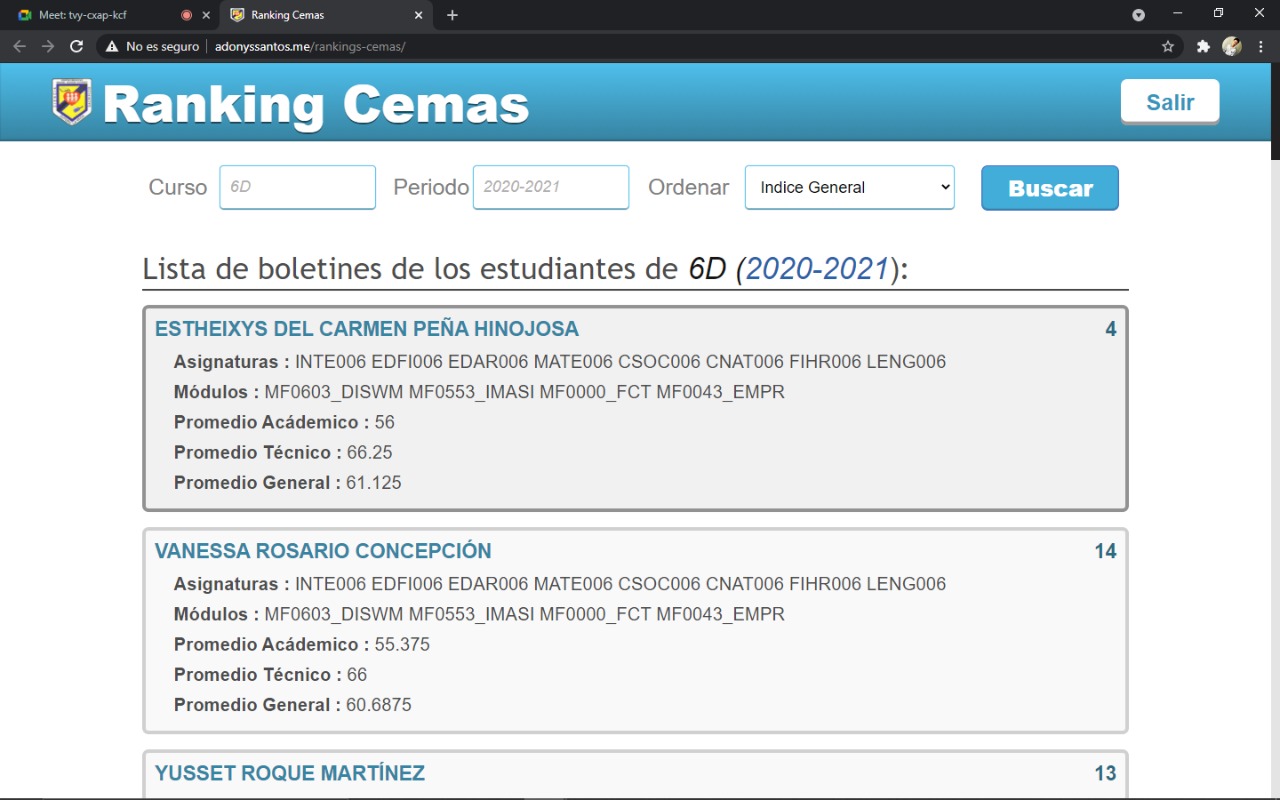 Meet: tvy-cxap-kcf
Ranking Cemas
No es seguro
adonyssantos.me/rankings-cemas/
Ranking Cemas
Salir
Curso 6D Periodo 2020-2021 Ordenar Indice General Buscar
Lista de boletines de los estudiantes de 6D (2020-2021):
ESTHEIXYS DEL CARMEN PEÑA HINOJOSA 4
Asignaturas : INTE006 EDFI006 EDAR006 MATE006 CSOC006 CNAT006 FIHR006 LENG006
Módulos : MF0603_DISWM MF0553_IMASI MF0000_FCT MF0043_EMPR
Promedio Acádemico : 56
Promedio Técnico : 66.25
Promedio General : 61.125
VANESSA ROSARIO CONCEPCIÓN 14
Asignaturas : INTE006 EDFI006 EDAR006 MATE006 CSOC006 CNAT006 FIHR006 LENG006
Módulos : MF0603_DISWM MF0553_IMASI MF0000_FCT MF0043_EMPR
Promedio Acádemico : 55.375
Promedio Técnico : 66
Promedio General : 60.6875
YUSSET ROQUE MARTÍNEZ 13